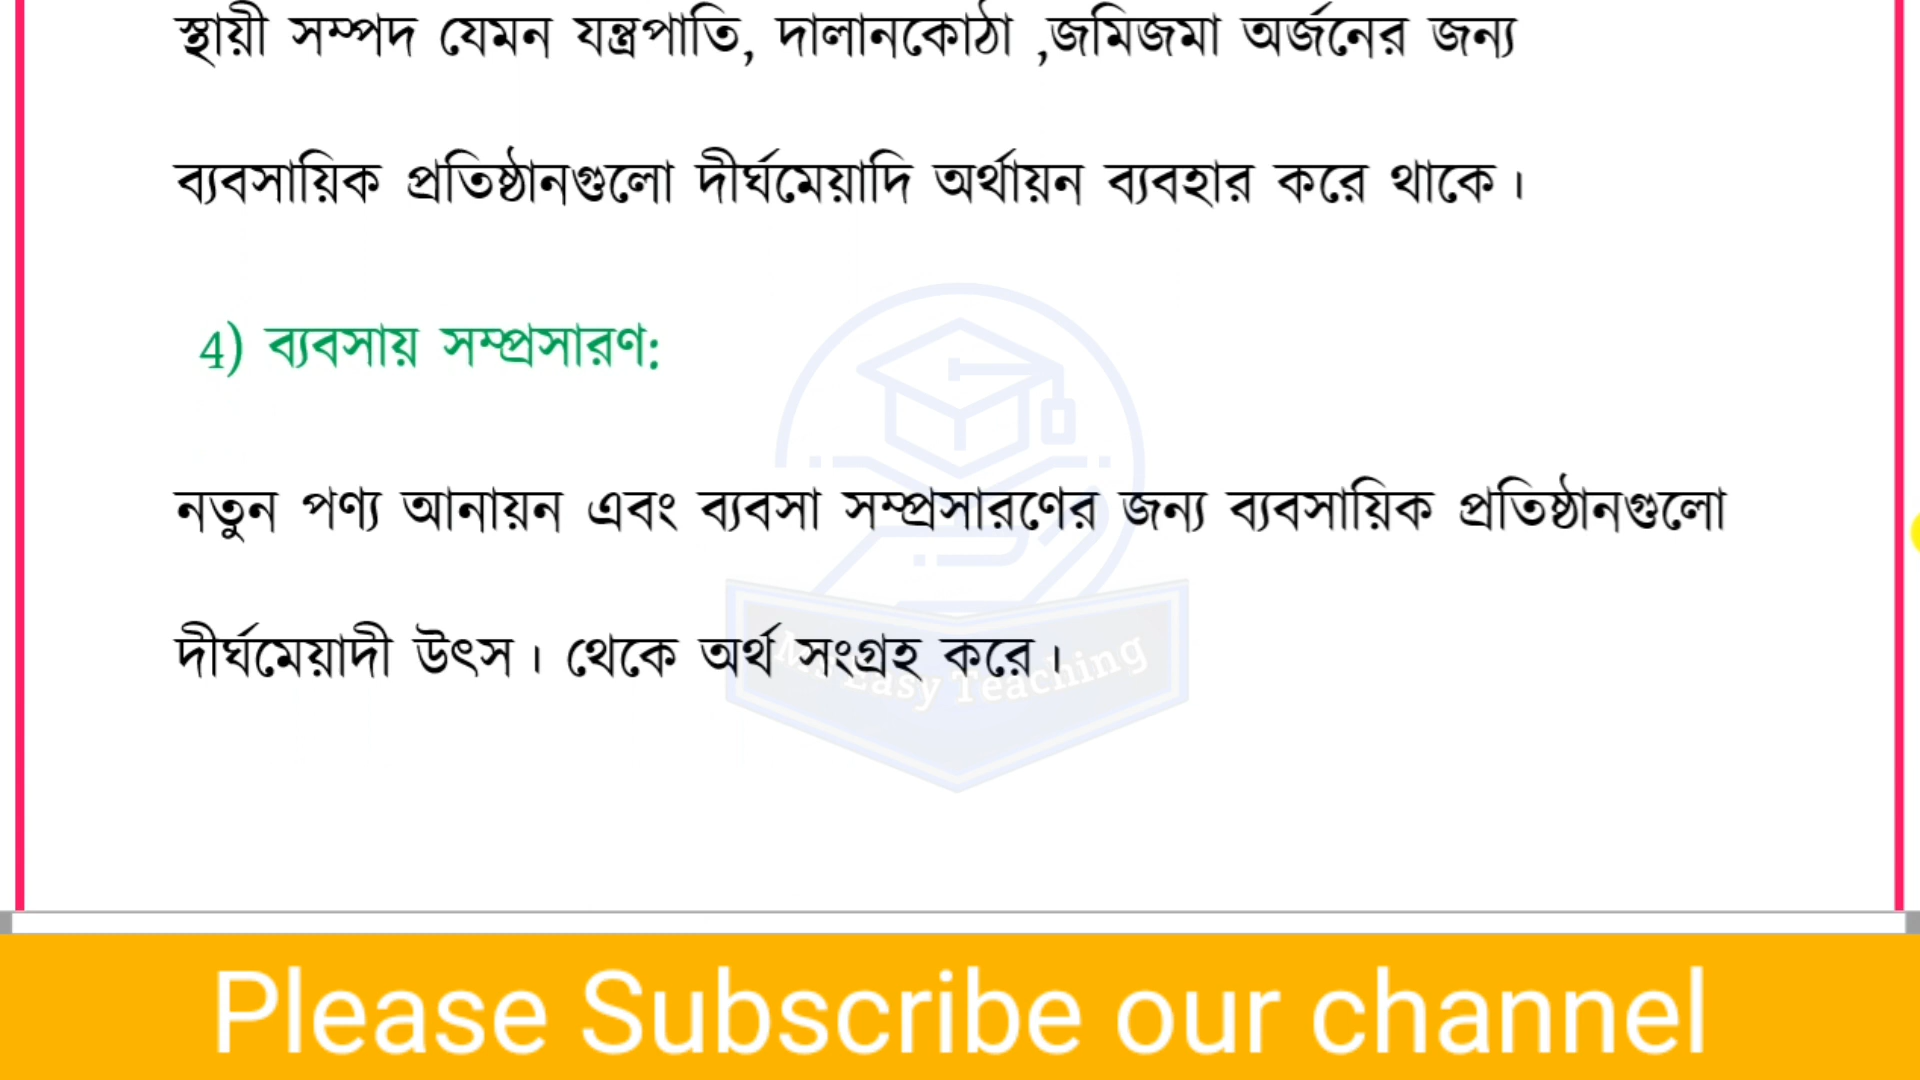 স্থায়ী সম্পদ যেমন যন্ত্রপাতি, দালানকোঠা ,জমিজমা অর্জনের জন্য
ব্যবসায়িক প্রতিষ্ঠানগুলো দীর্ঘমেয়াদি অর্থায়ন ব্যবহার করে থাকে।
4) ব্যবসায় সম্প্রসারণ:
নতুন পণ্য আনায়ন এবং ব্যবসা সম্প্রসারণের জন্য ব্যবসায়িক প্রতিষ্ঠানগুলো
দীর্ঘমেয়াদী উৎস। থেকে অর্থ সংগ্রহ করে।
Easy Teaching
Please Subscribe our channel